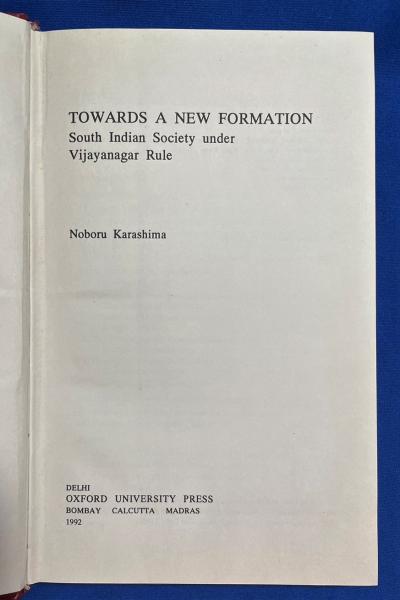 TOWARDS A NEW FORMATION
South Indian Society under
Vijayanagar Rule
Noboru Karashima
DELHI
OXFORD UNIVERSITY PRESS
BOMBAY CALCUTTA MADRAS
1992